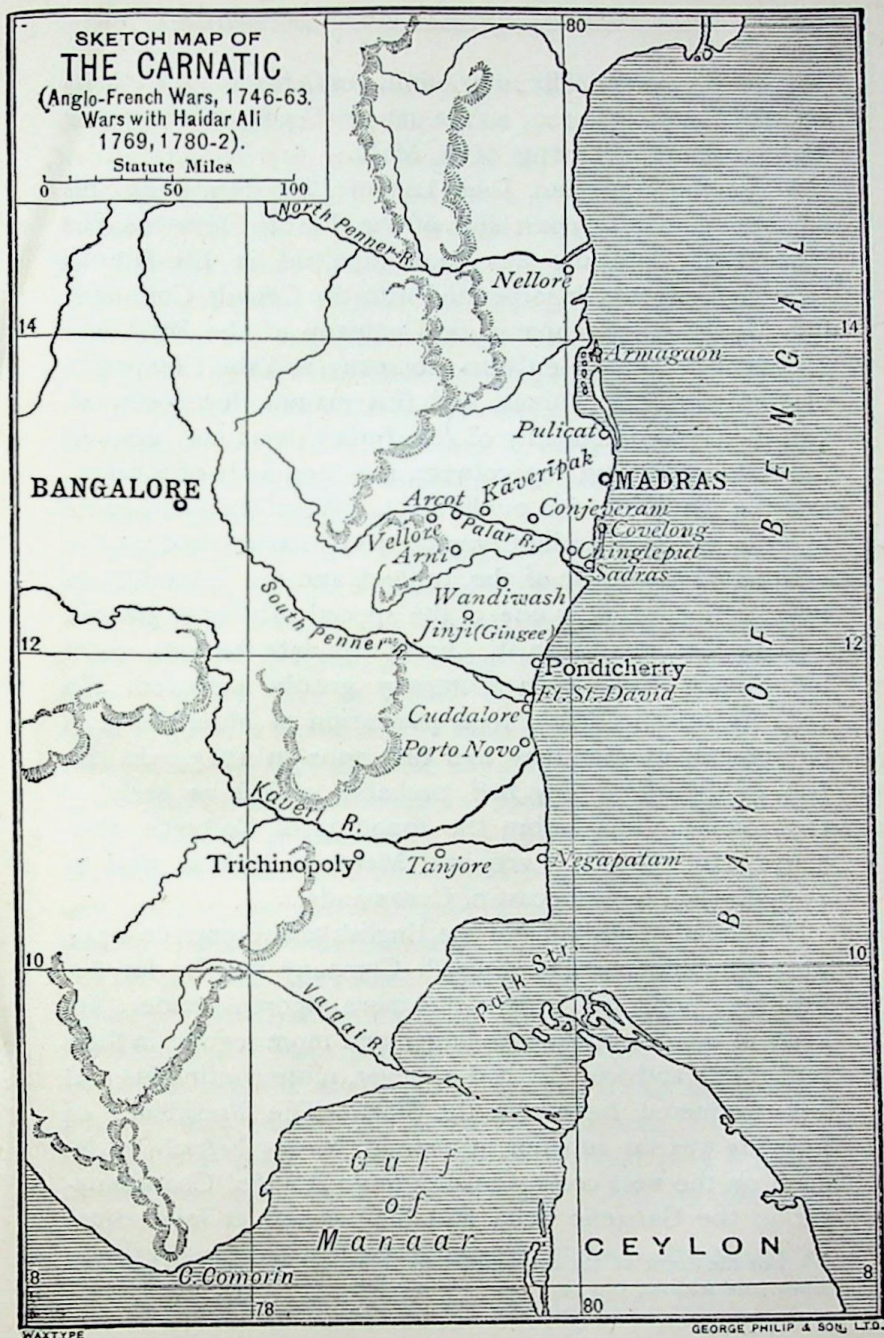 SKETCH MAP OF
THE CARNATIC
(Anglo-French Wars, 1746-63.
Wars with Haidar Ali
1769, 1780-2).
Statute Miles
0 50 100
80
North Penner R.
Nellore
14
14
Armagaon
Pulicat
BANGALORE
MADRAS
Arcot
Kāveripak
Conjeveram
Vellore
Palar R.
Covelong
Arni
Chingleput
Sadras
Wandiwash
Jinji (Gingee)
South Penner R.
12
12
Pondicherry
Ft. St. David
Cuddalore
Porto Novo
Kāveri R.
Trichinopoly
Tanjore
Negapatam
BAY OF BENGAL
10
10
Palk Str.
Vaigai R.
Gulf
of
Manaar
CEYLON
C. Comorin
8
8
78
80
WAXTYPE
GEORGE PHILIP & SON, LTD.